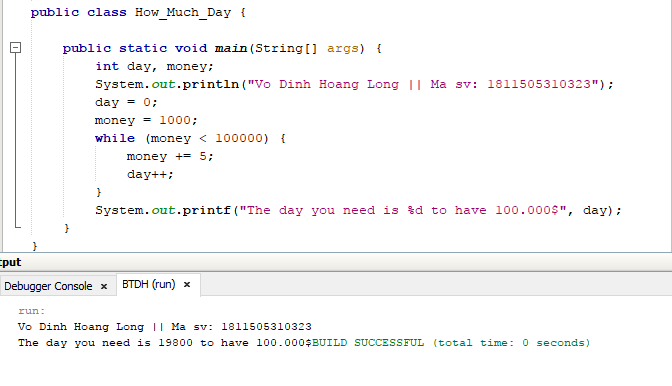 public class How_Much_Day {
public static void main(String[] args) {
int day, money;
System.out.println("Vo Dinh Hoang Long || Ma sv: 1811505310323");
day = 0;
money = 1000;
while (money < 100000) {
money += 5;
day++;
}
System.out.printf("The day you need is %d to have 100.000$", day);
}
}
tput
Debugger Console × BTDH (run) ×
run:
Vo Dinh Hoang Long || Ma sv: 1811505310323
The day you need is 19800 to have 100.000$BUILD SUCCESSFUL (total time: 0 seconds)